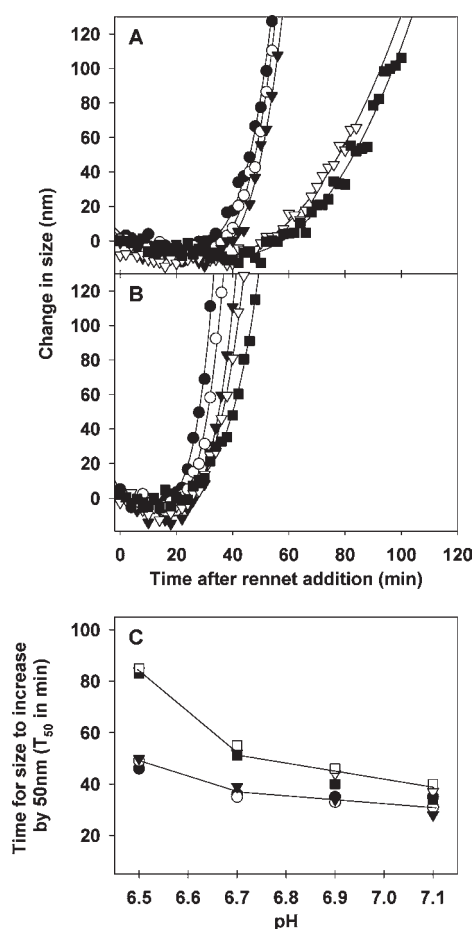 A
120
100
80
60
40
20
0
Change in size (nm)
B
120
100
80
60
40
20
0
0 20 40 60 80 100 120
Time after rennet addition (min)
C
100
80
60
40
20
Time for size to increase
by 50nm (T50 in min)
6.5 6.6 6.7 6.8 6.9 7.0 7.1
pH